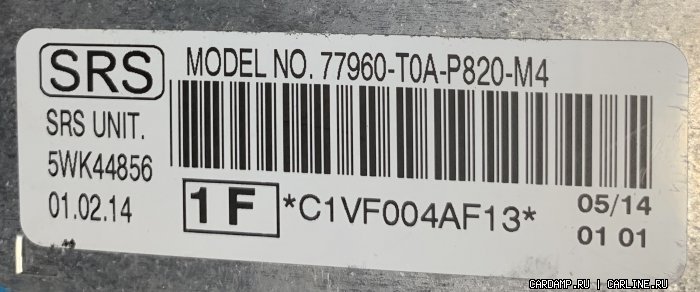 SRS
MODEL NO. 77960-T0A-P820-M4
SRS UNIT.
5WK44856
01.02.14
1F
*C1VF004AF13*
05/14
01 01
CARDAMP.RU | CARLINE.RU